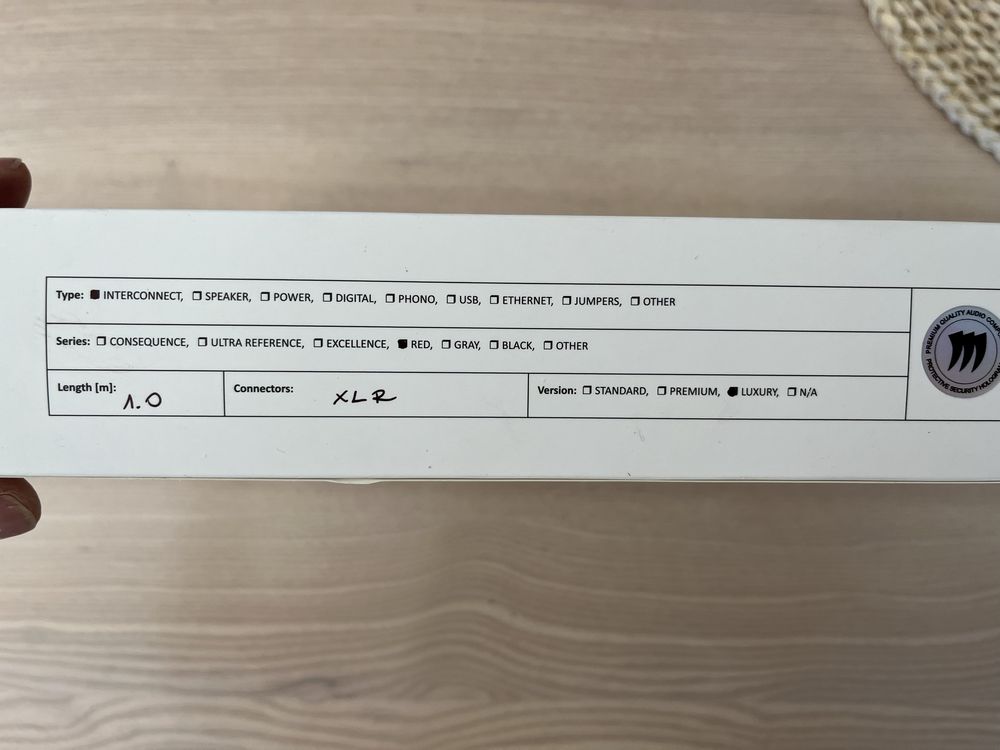 Type: ■ INTERCONNECT, ❐ SPEAKER, ❐ POWER, ❐ DIGITAL, ❐ PHONO, ❐ USB, ❐ ETHERNET, ❐ JUMPERS, ❐ OTHER
Series: ❐ CONSEQUENCE, ❐ ULTRA REFERENCE, ❐ EXCELLENCE, ■ RED, ❐ GRAY, ❐ BLACK, ❐ OTHER
Length [m]: 1.0
Connectors: XLR
Version: ❐ STANDARD, ❐ PREMIUM, ■ LUXURY, ❐ N/A
PREMIUM QUALITY AUDIO
PROTECTIVE SECURITY